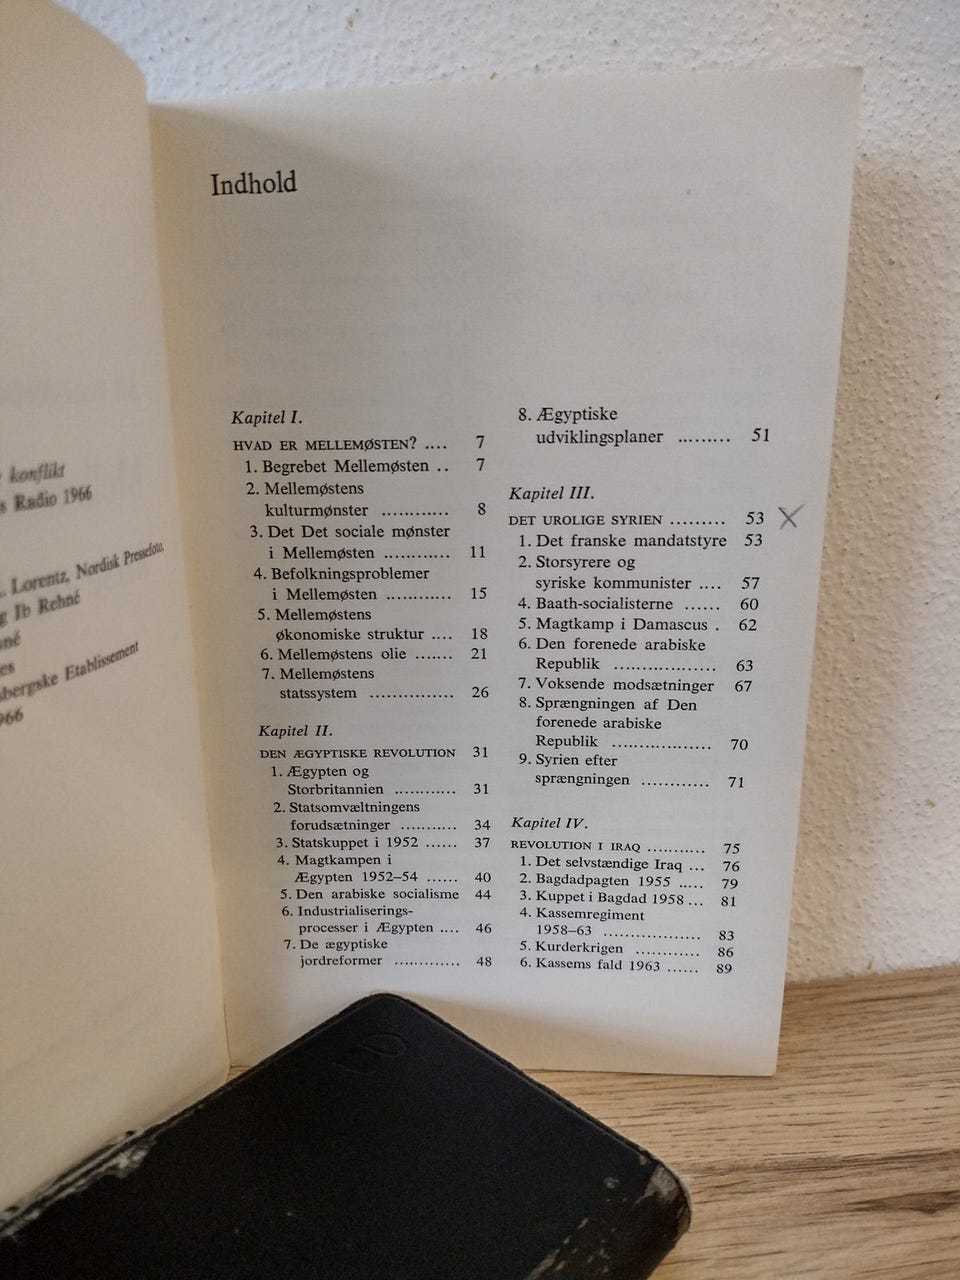 konflikt
s Radio 1966
. Lorentz, Nordisk Pressefoto,
g Ib Rehné
né
es
sbergske Etablissement
966
Indhold
Kapitel I.
HVAD ER MELLEMØSTEN? .... 7
1. Begrebet Mellemøsten .. 7
2. Mellemøstens
kulturmønster ............ 8
3. Det Det sociale mønster
i Mellemøsten ............ 11
4. Befolkningsproblemer
i Mellemøsten ............ 15
5. Mellemøstens
økonomiske struktur .... 18
6. Mellemøstens olie ....... 21
7. Mellemøstens
statssystem ............... 26
Kapitel II.
DEN ÆGYPTISKE REVOLUTION 31
1. Ægypten og
Storbritannien ............ 31
2. Statsomvæltningens
forudsætninger ........... 34
3. Statskuppet i 1952 ...... 37
4. Magtkampen i
Ægypten 1952–54 ...... 40
5. Den arabiske socialisme 44
6. Industrialiserings-
processer i Ægypten .... 46
7. De ægyptiske
jordreformer ............. 48
8. Ægyptiske
udviklingsplaner ......... 51
Kapitel III.
DET UROLIGE SYRIEN ......... 53 X
1. Det franske mandatstyre 53
2. Storsyrere og
syriske kommunister .... 57
4. Baath-socialisterne ...... 60
5. Magtkamp i Damascus . 62
6. Den forenede arabiske
Republik .................. 63
7. Voksende modsætninger 67
8. Sprængningen af Den
forenede arabiske
Republik .................. 70
9. Syrien efter
sprængningen ............ 71
Kapitel IV.
REVOLUTION I IRAQ ........... 75
1. Det selvstændige Iraq ... 76
2. Bagdadpagten 1955 ..... 79
3. Kuppet i Bagdad 1958 ... 81
4. Kassemregiment
1958–63 .................. 83
5. Kurderkrigen ............ 86
6. Kassems fald 1963 ...... 89